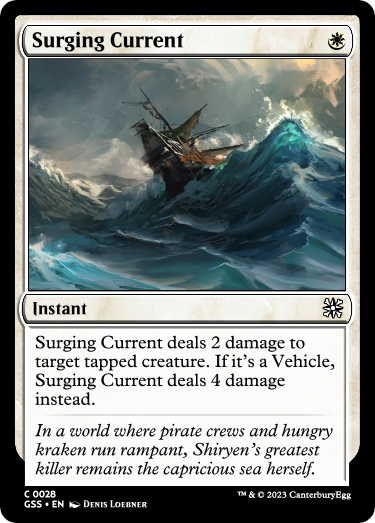 Surging Current
Instant
Surging Current deals 2 damage to
target tapped creature. If it's a Vehicle,
Surging Current deals 4 damage
instead.
In a world where pirate crews and hungry
kraken run rampant, Shiryen's greatest
killer remains the capricious sea herself.
C 0028
GSS • EN Denis Loebner
™ & © 2023 CanterburyEgg